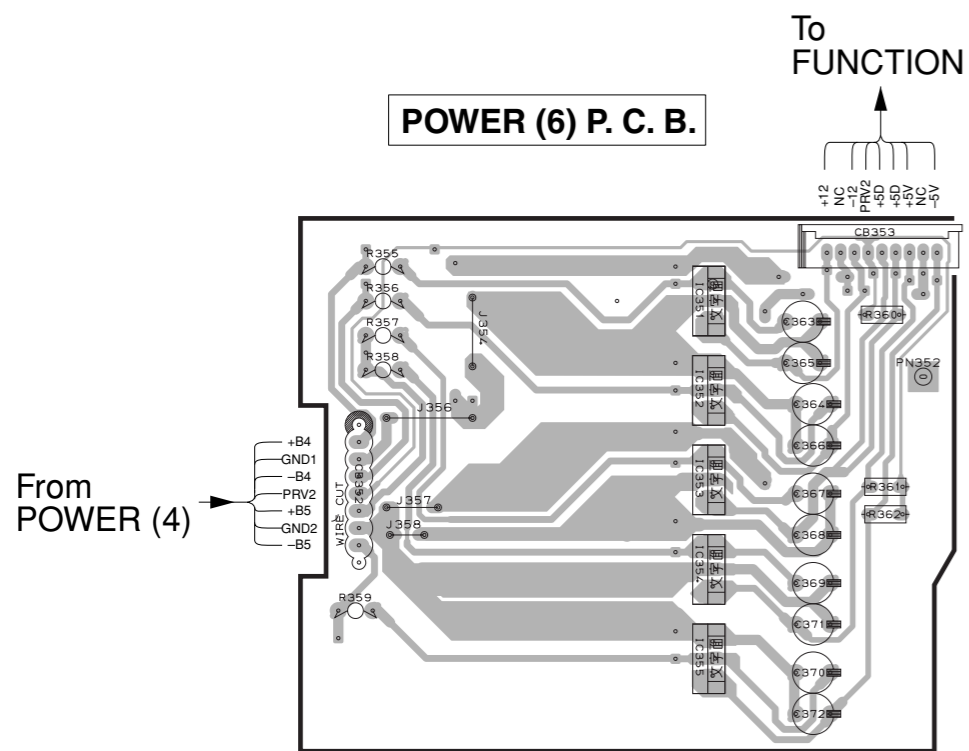 To
FUNCTION
POWER (6) P. C. B.
+12
NC
−12
PRV2
+5D
+5D
+5V
NC
−5V
CB353
R355
R356
R357
R358
J354
IC351
C363
R360
C365
PN352
IC352
C364
J356
C366
+B4
GND1
−B4
PRV2
+B5
GND2
−B5
From
POWER (4)
CB352
WIRE CUT
IC353
C367
R361
J357
R362
J358
C368
IC354
C369
R359
C371
IC355
C370
C372